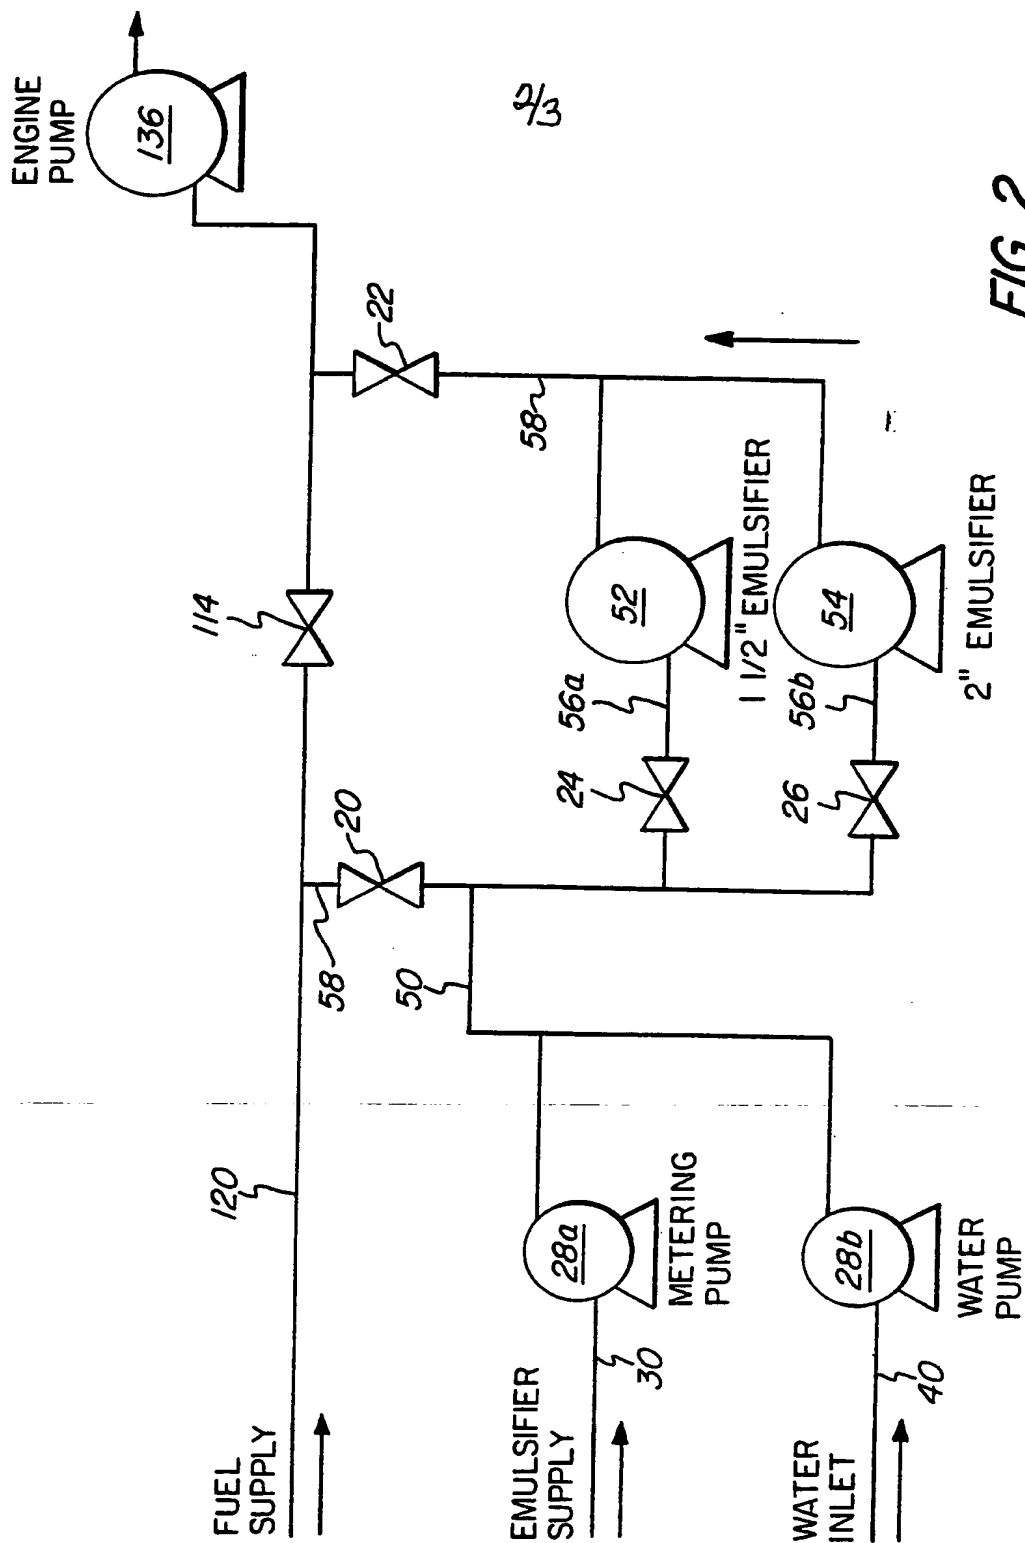 2/3
ENGINE
PUMP
136
22
114
58
20
58
120
50
52
1 1/2" EMULSIFIER
56a
24
54
2" EMULSIFIER
56b
26
28a
METERING
PUMP
28b
WATER
PUMP
30
40
FUEL
SUPPLY
EMULSIFIER
SUPPLY
WATER
INLET
FIG. 2